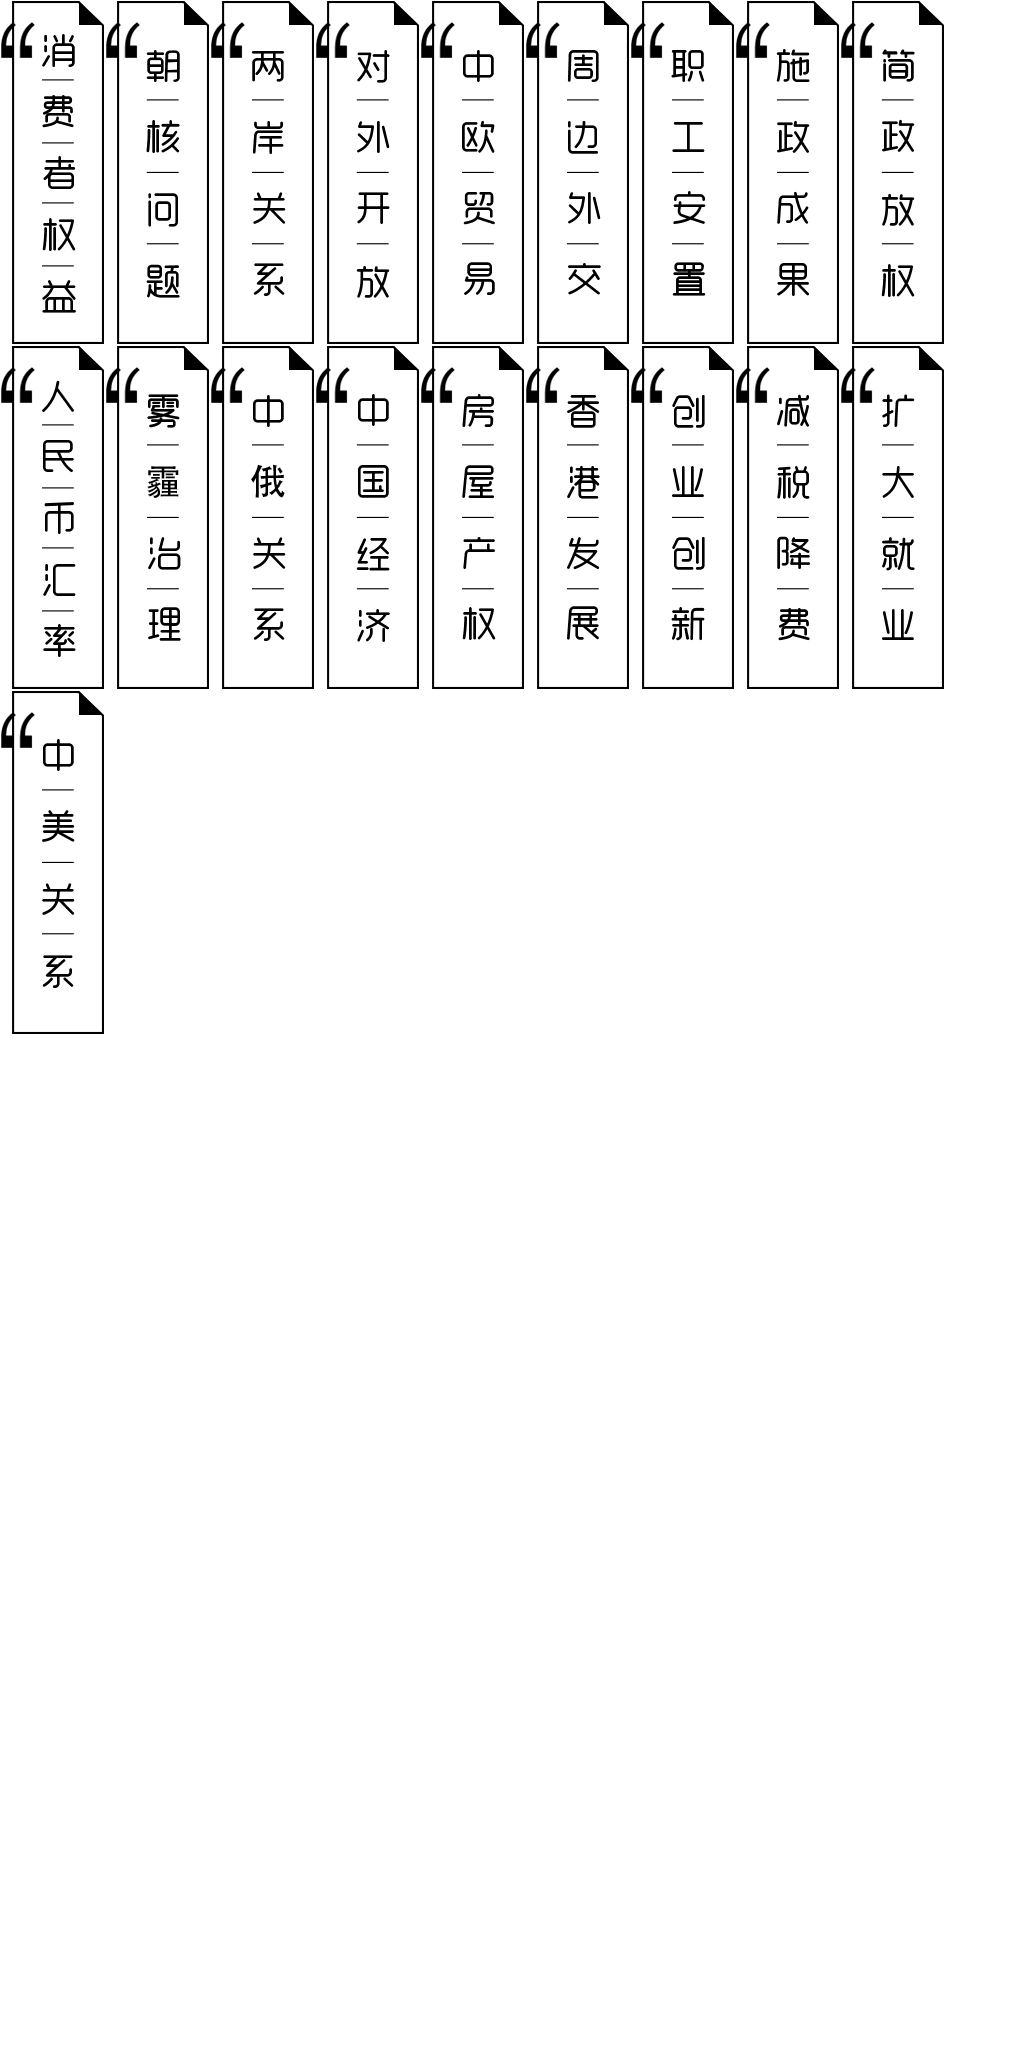 “消费者权益
“朝核问题
“两岸关系
“对外开放
“中欧贸易
“周边外交
“职工安置
“施政成果
“简政放权
“人民币汇率
“雾霾治理
“中俄关系
“中国经济
“房屋产权
“香港发展
“创业创新
“减税降费
“扩大就业
“中美关系